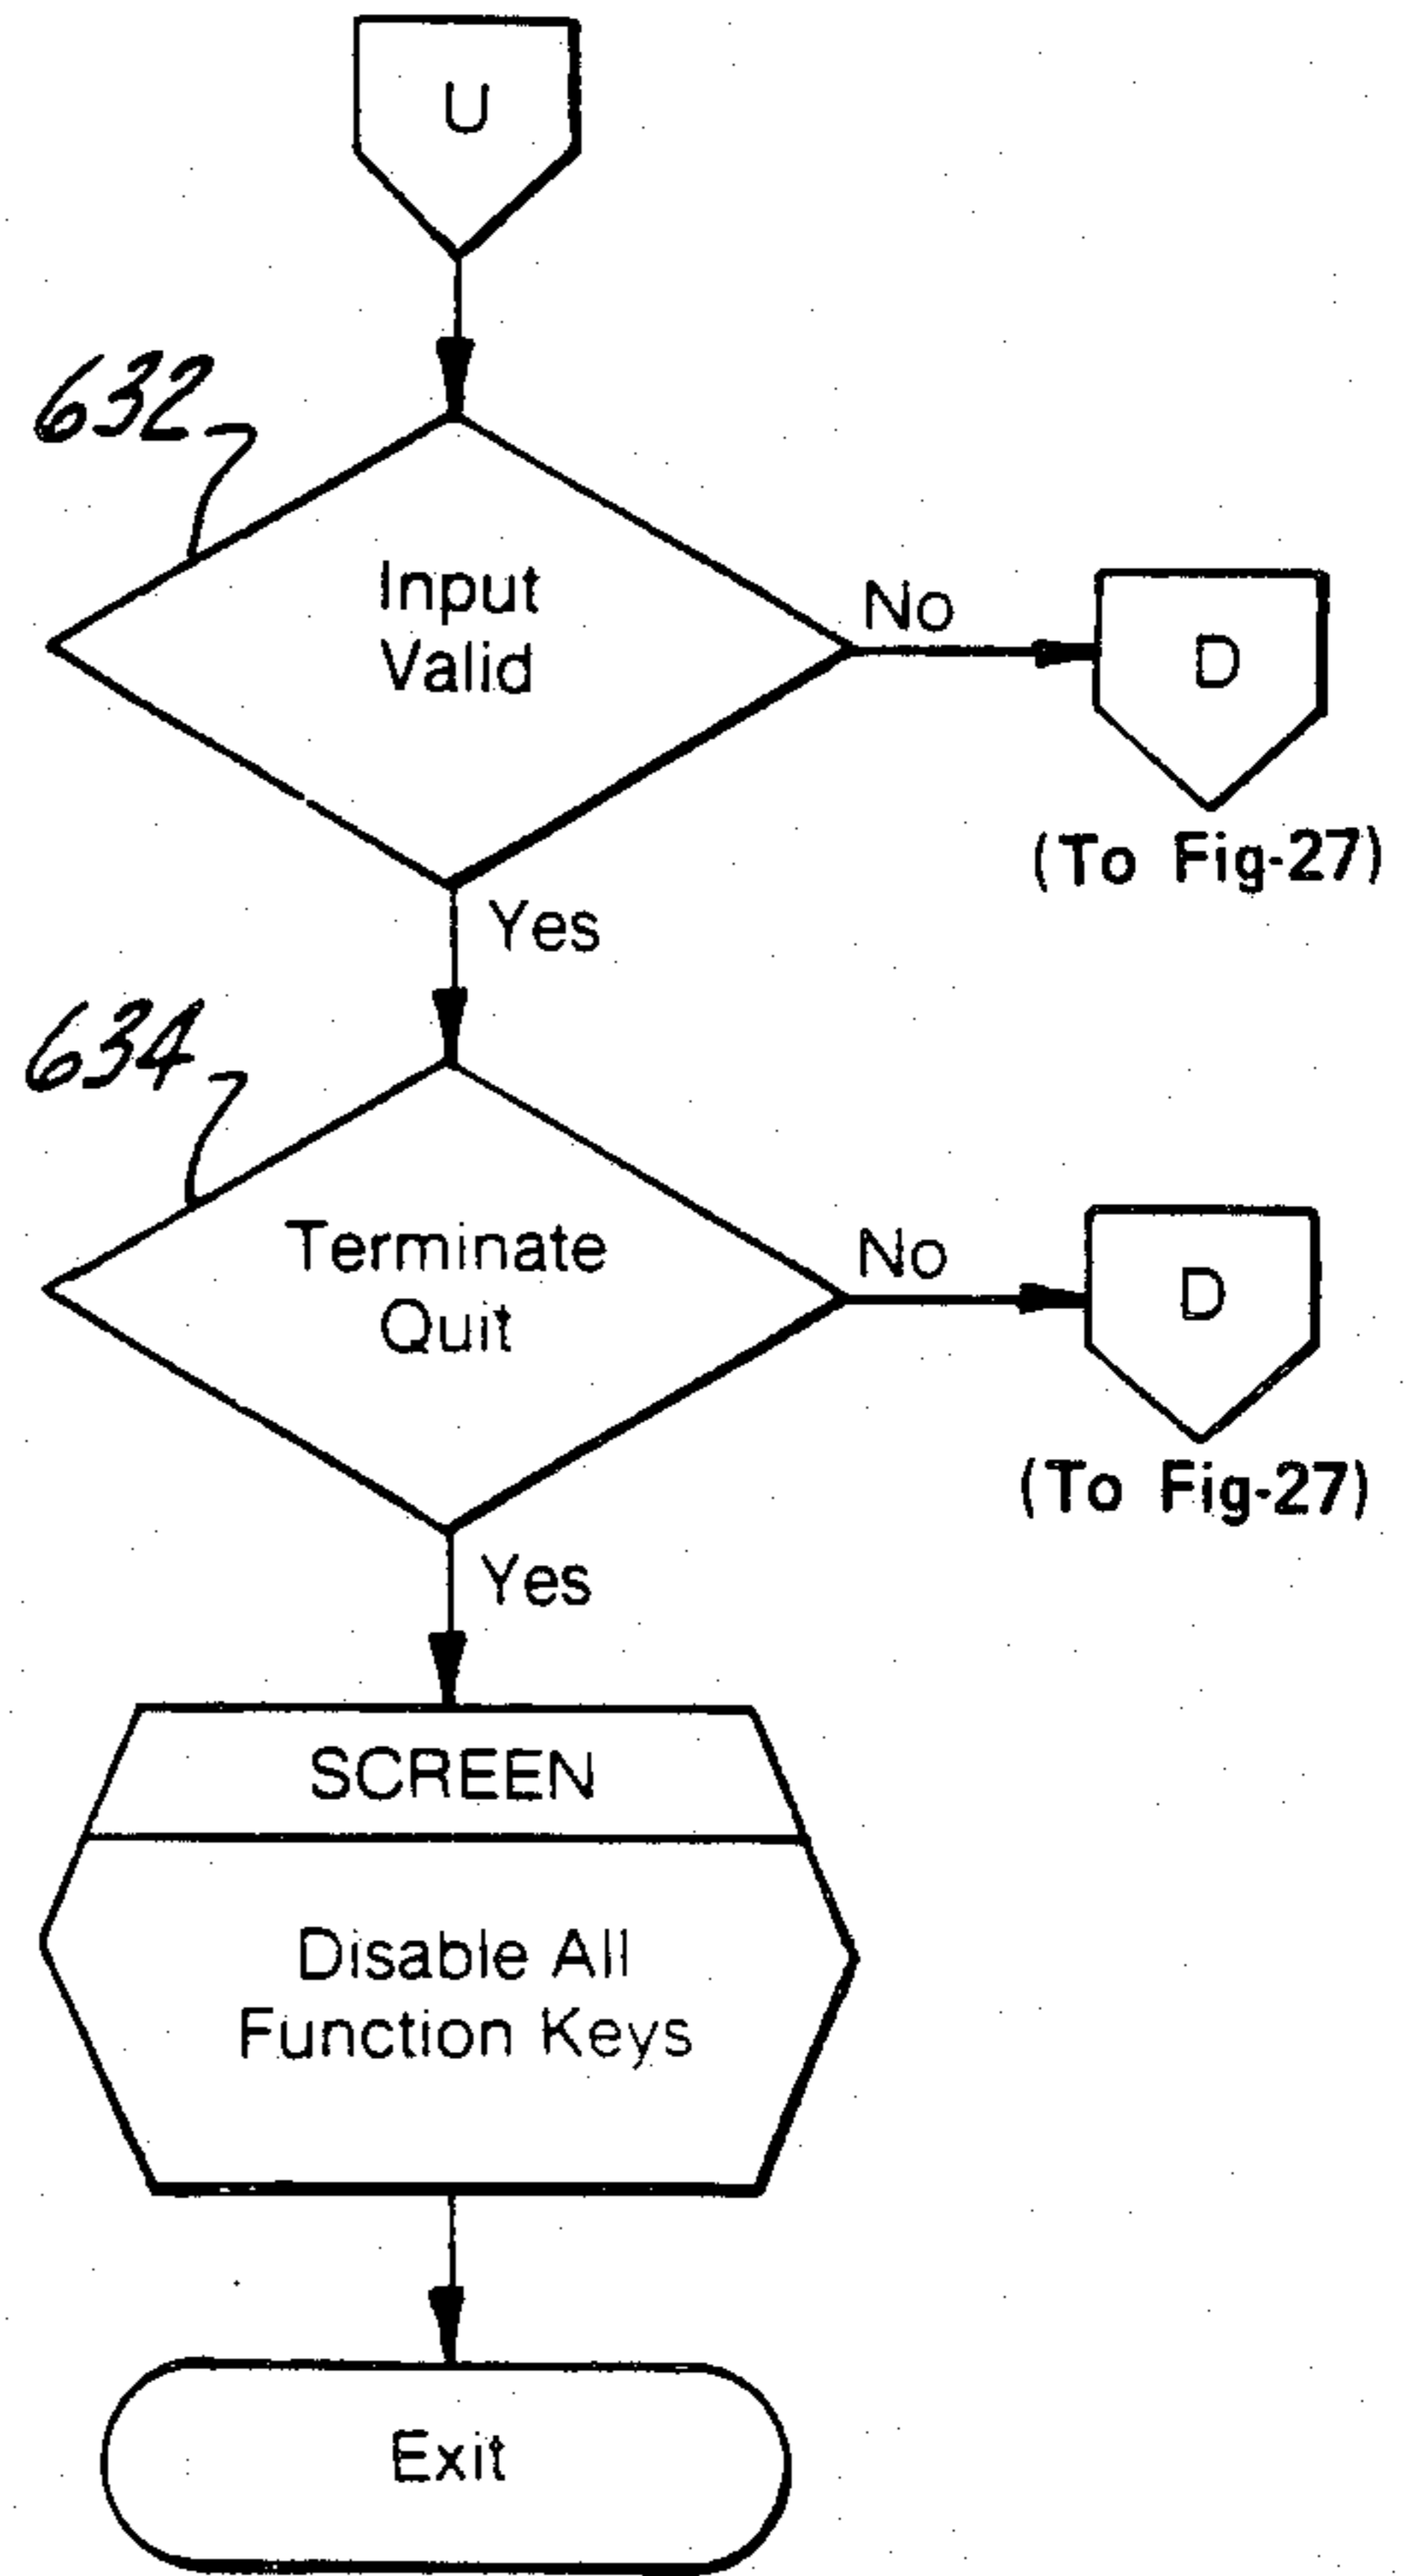 U
632
Input
Valid
No
D
(To Fig-27)
Yes
634
Terminate
Quit
No
D
(To Fig-27)
Yes
SCREEN
Disable All
Function Keys
Exit